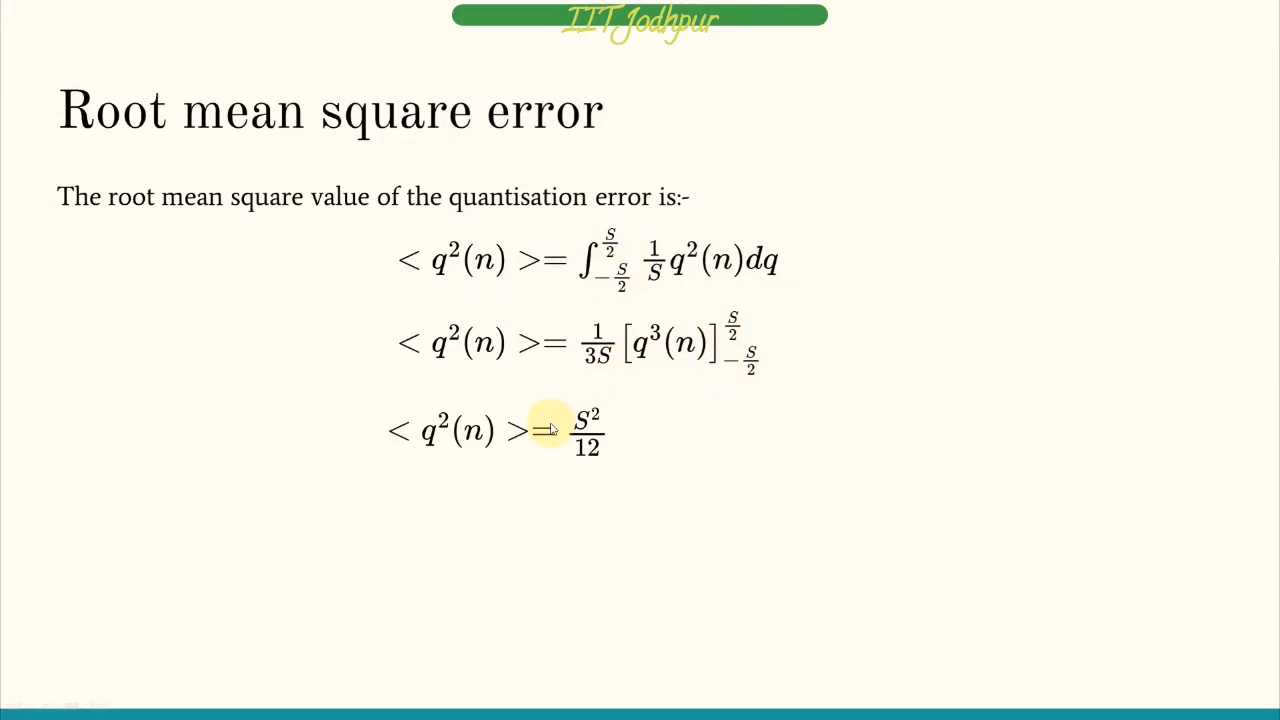 IIT Jodhpur
Root mean square error
The root mean square value of the quantisation error is:-
< q²(n) >= ∫_{-S/2}^{S/2} 1/S q²(n)dq
< q²(n) >= 1/3S [q³(n)]_{-S/2}^{S/2}
< q²(n) >= S²/12